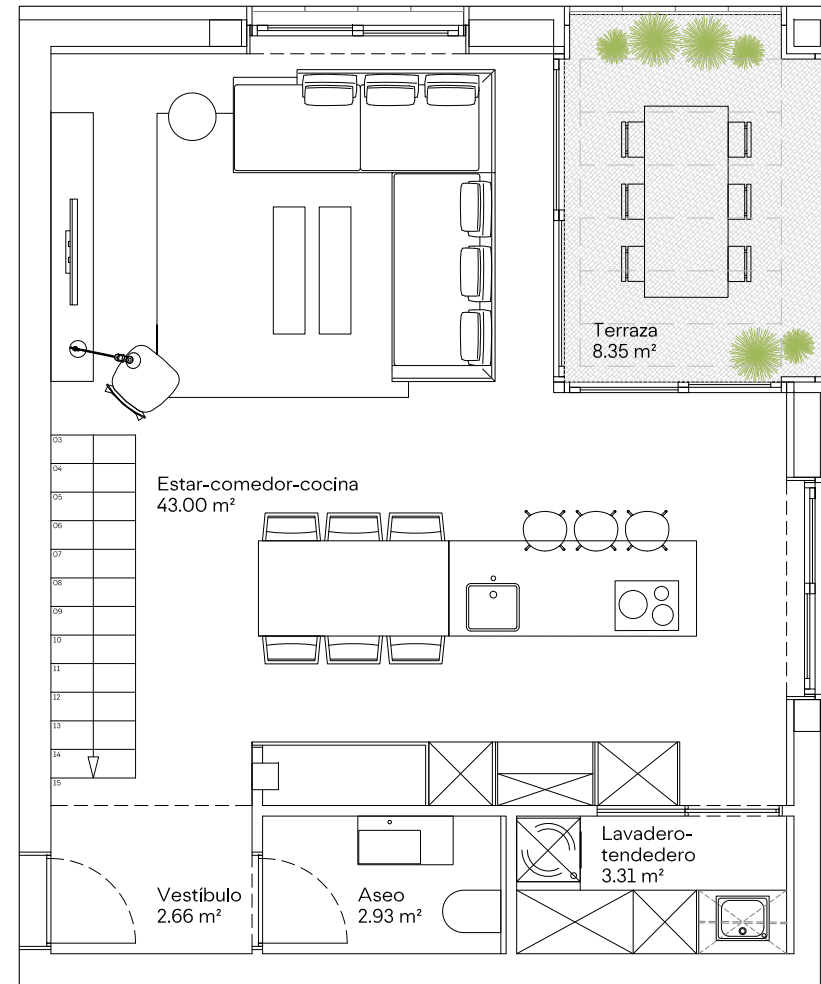 Terraza
8.35 m²
03
04
05
06
07
08
09
10
11
12
13
14
15
Estar-comedor-cocina
43.00 m²
Vestíbulo
2.66 m²
Aseo
2.93 m²
Lavadero-
tendedero
3.31 m²